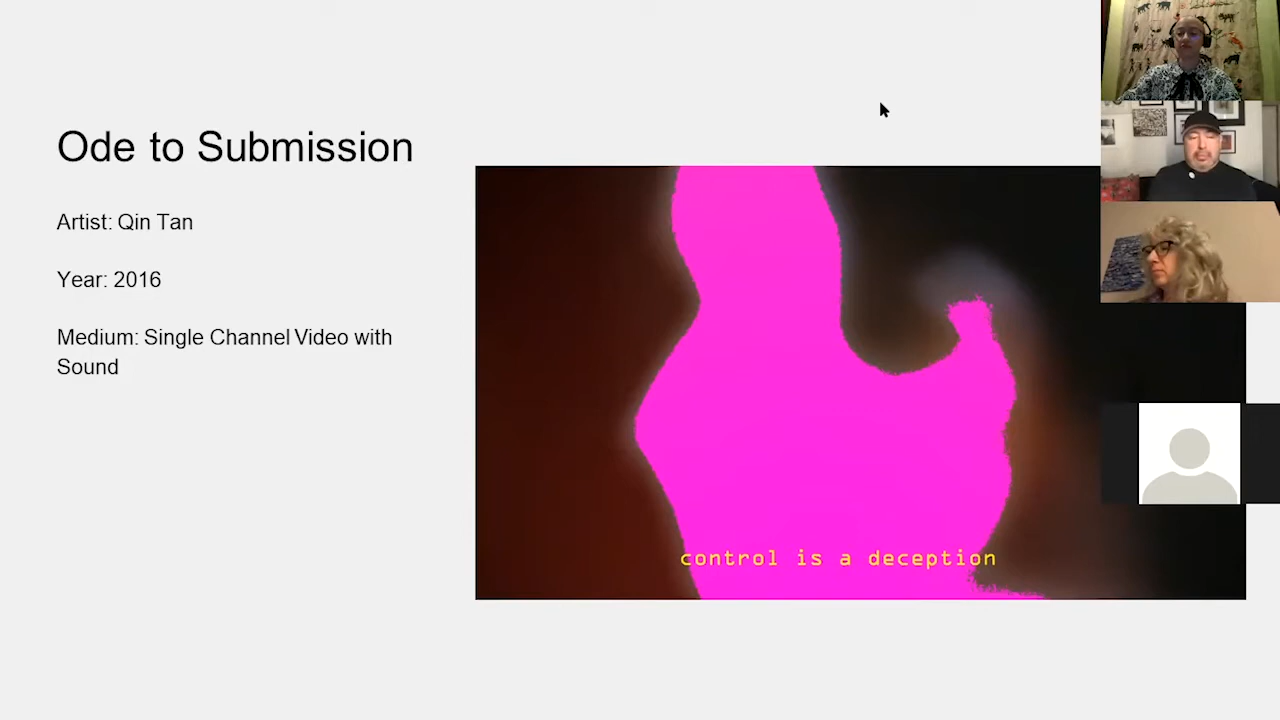 Ode to Submission
Artist: Qin Tan
Year: 2016
Medium: Single Channel Video with
Sound
control is a deception